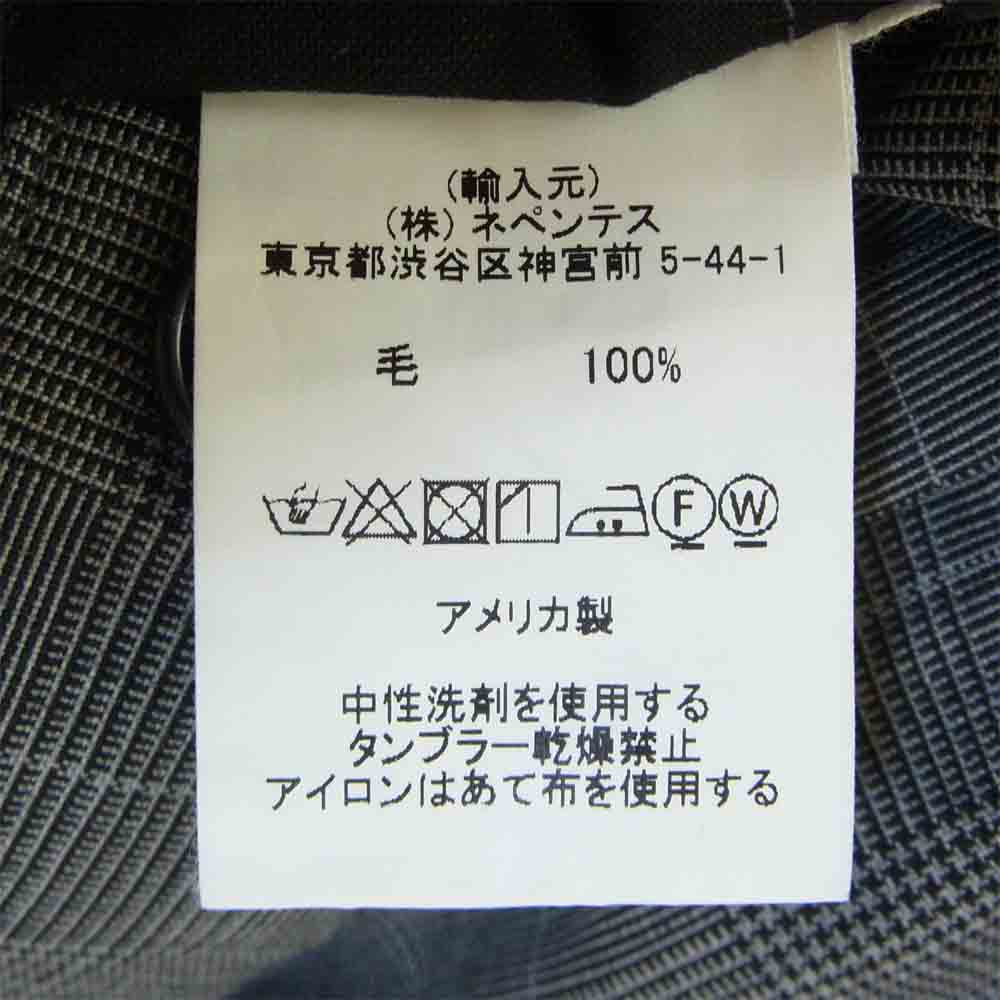 (輸入元)
(株) ネペンテス
東京都渋谷区神宮前 5-44-1
毛 100%
F W
アメリカ製
中性洗剤を使用する
タンブラー乾燥禁止
アイロンはあて布を使用する